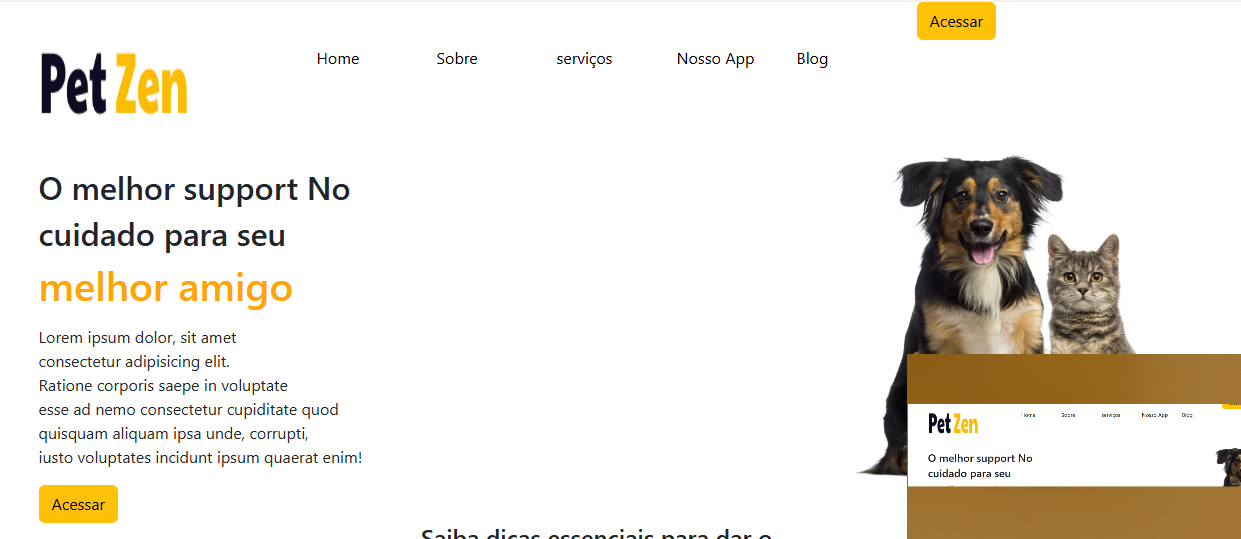 Acessar
Pet Zen
Home Sobre serviços Nosso App Blog
O melhor support No
cuidado para seu
melhor amigo
Lorem ipsum dolor, sit amet
consectetur adipisicing elit.
Ratione corporis saepe in voluptate
esse ad nemo consectetur cupiditate quod
quisquam aliquam ipsa unde, corrupti,
iusto voluptates incidunt ipsum quaerat enim!
Acessar
Saiba dicas essenciais para dar o
Pet Zen
Home Sobre serviços Nosso App Blog
O melhor support No
cuidado para seu